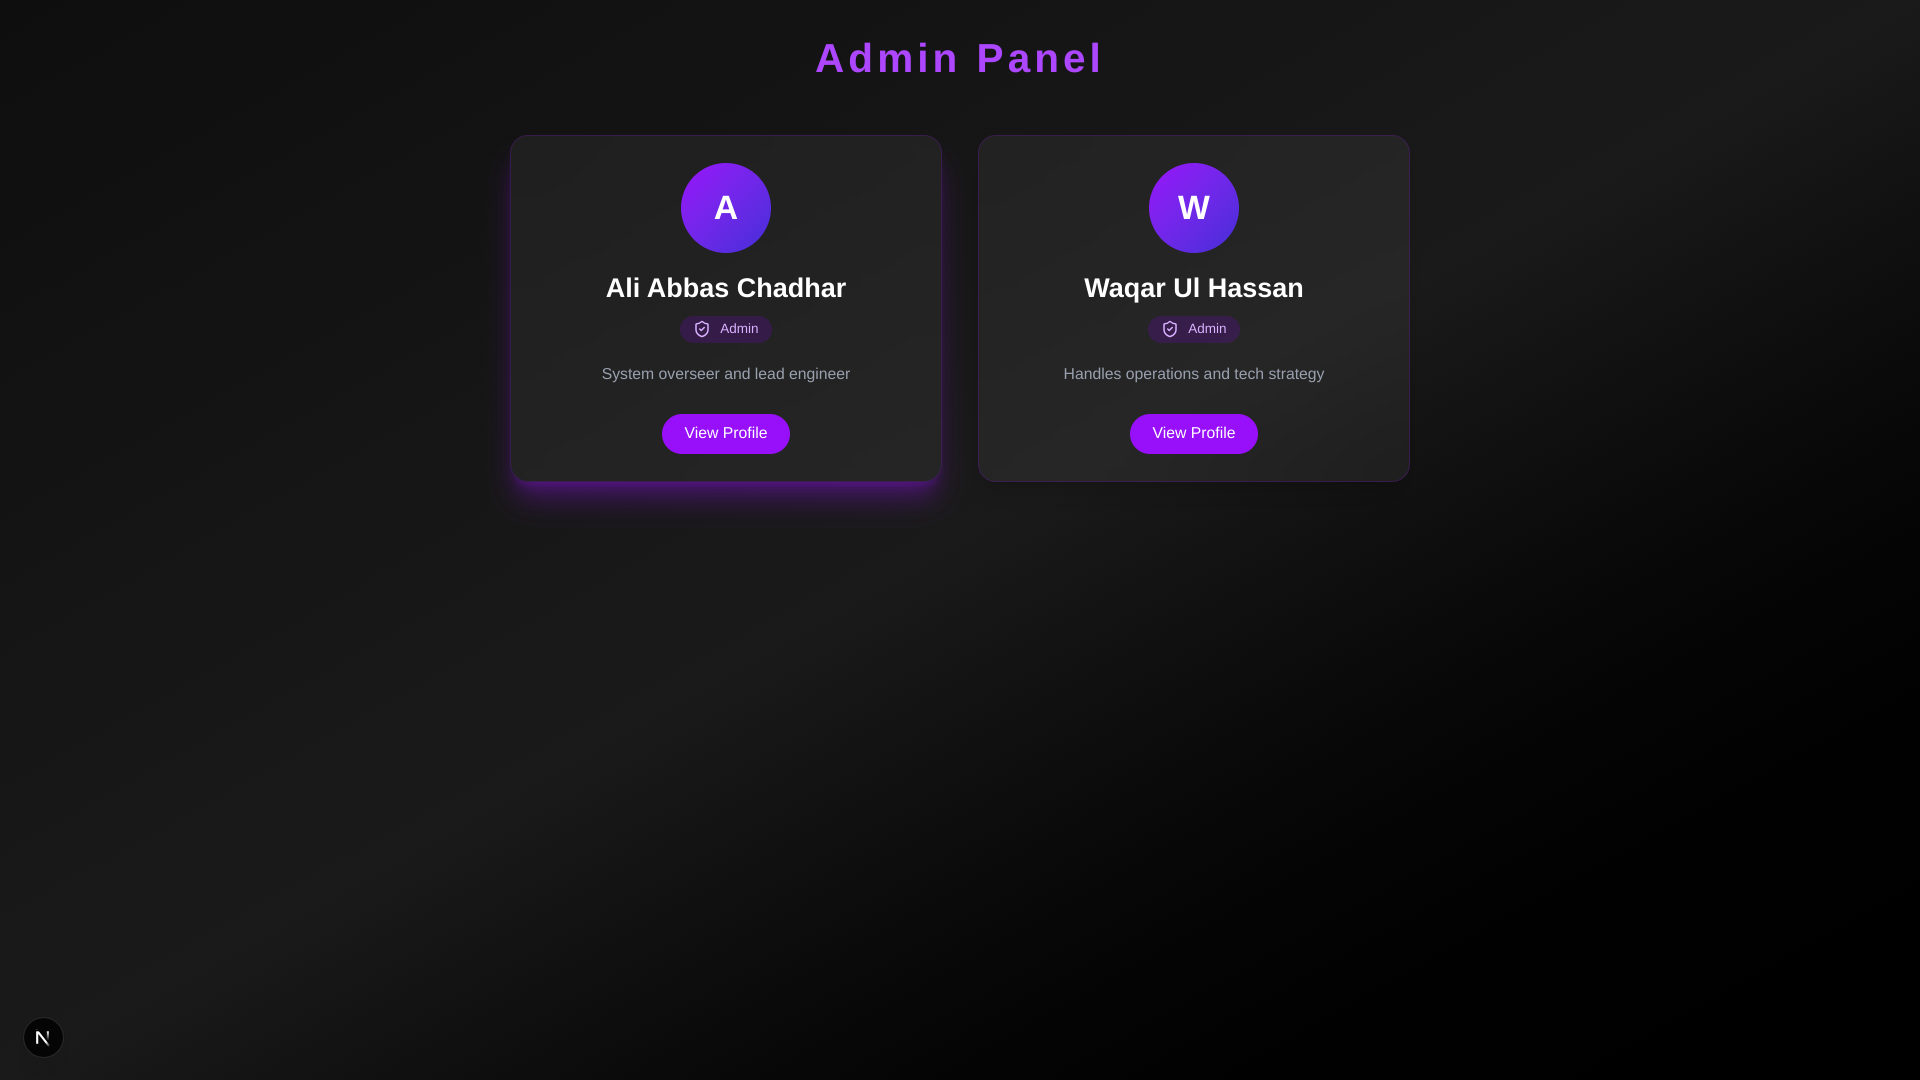 Admin Panel
A
Ali Abbas Chadhar
Admin
System overseer and lead engineer
View Profile
W
Waqar Ul Hassan
Admin
Handles operations and tech strategy
View Profile
N